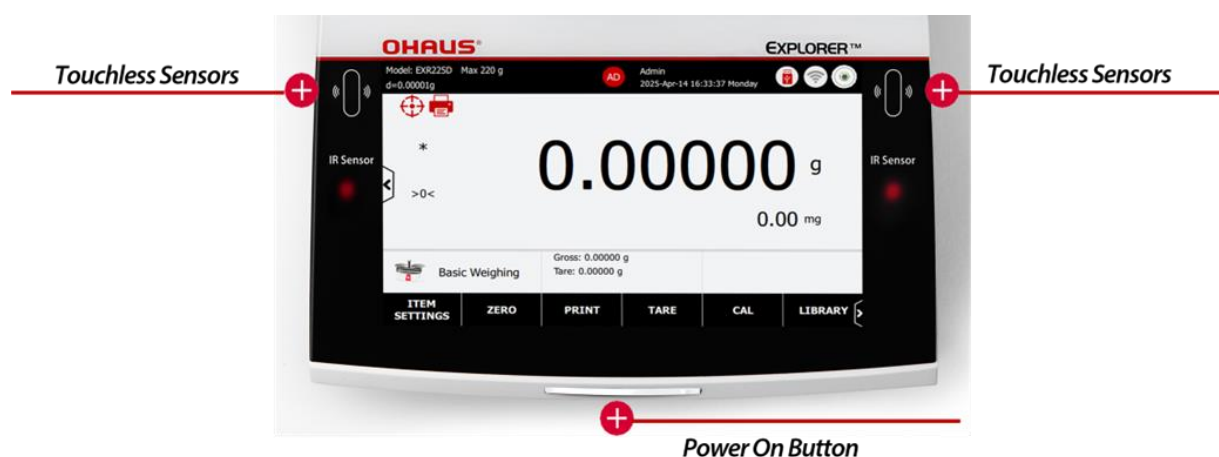 OHAUS®
EXPLORER™
Touchless Sensors
Touchless Sensors
Model: EXR225D Max 220 g
d=0.00001g
AD
Admin
2025-Apr-14 16:33:37 Monday
IR Sensor
IR Sensor
*
0.00000 g
>0<
0.00 mg
Basic Weighing
Gross: 0.00000 g
Tare: 0.00000 g
ITEM SETTINGS
ZERO
PRINT
TARE
CAL
LIBRARY
Power On Button